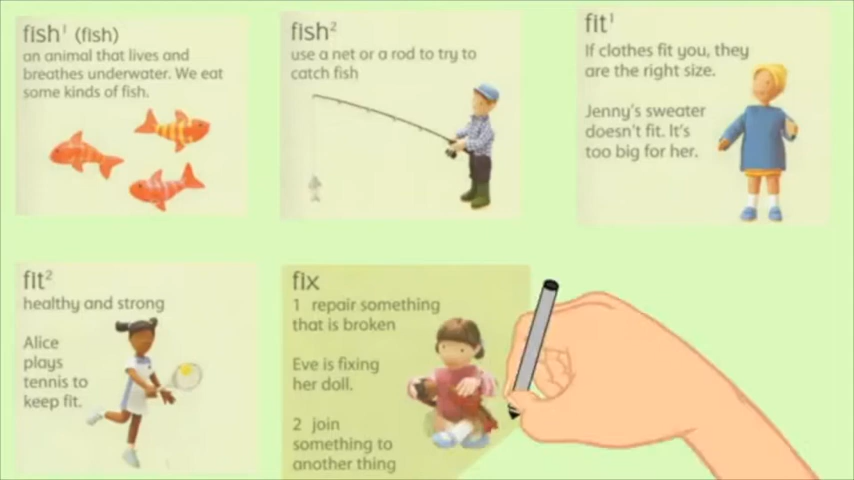 fish¹ (fish)
an animal that lives and
breathes underwater. We eat
some kinds of fish.
fish²
use a net or a rod to try to
catch fish
fit¹
If clothes fit you, they
are the right size.
Jenny's sweater
doesn't fit. It's
too big for her.
fit²
healthy and strong
Alice
plays
tennis to
keep fit.
fix
1 repair something
that is broken
Eve is fixing
her doll.
2 join
something to
another thing